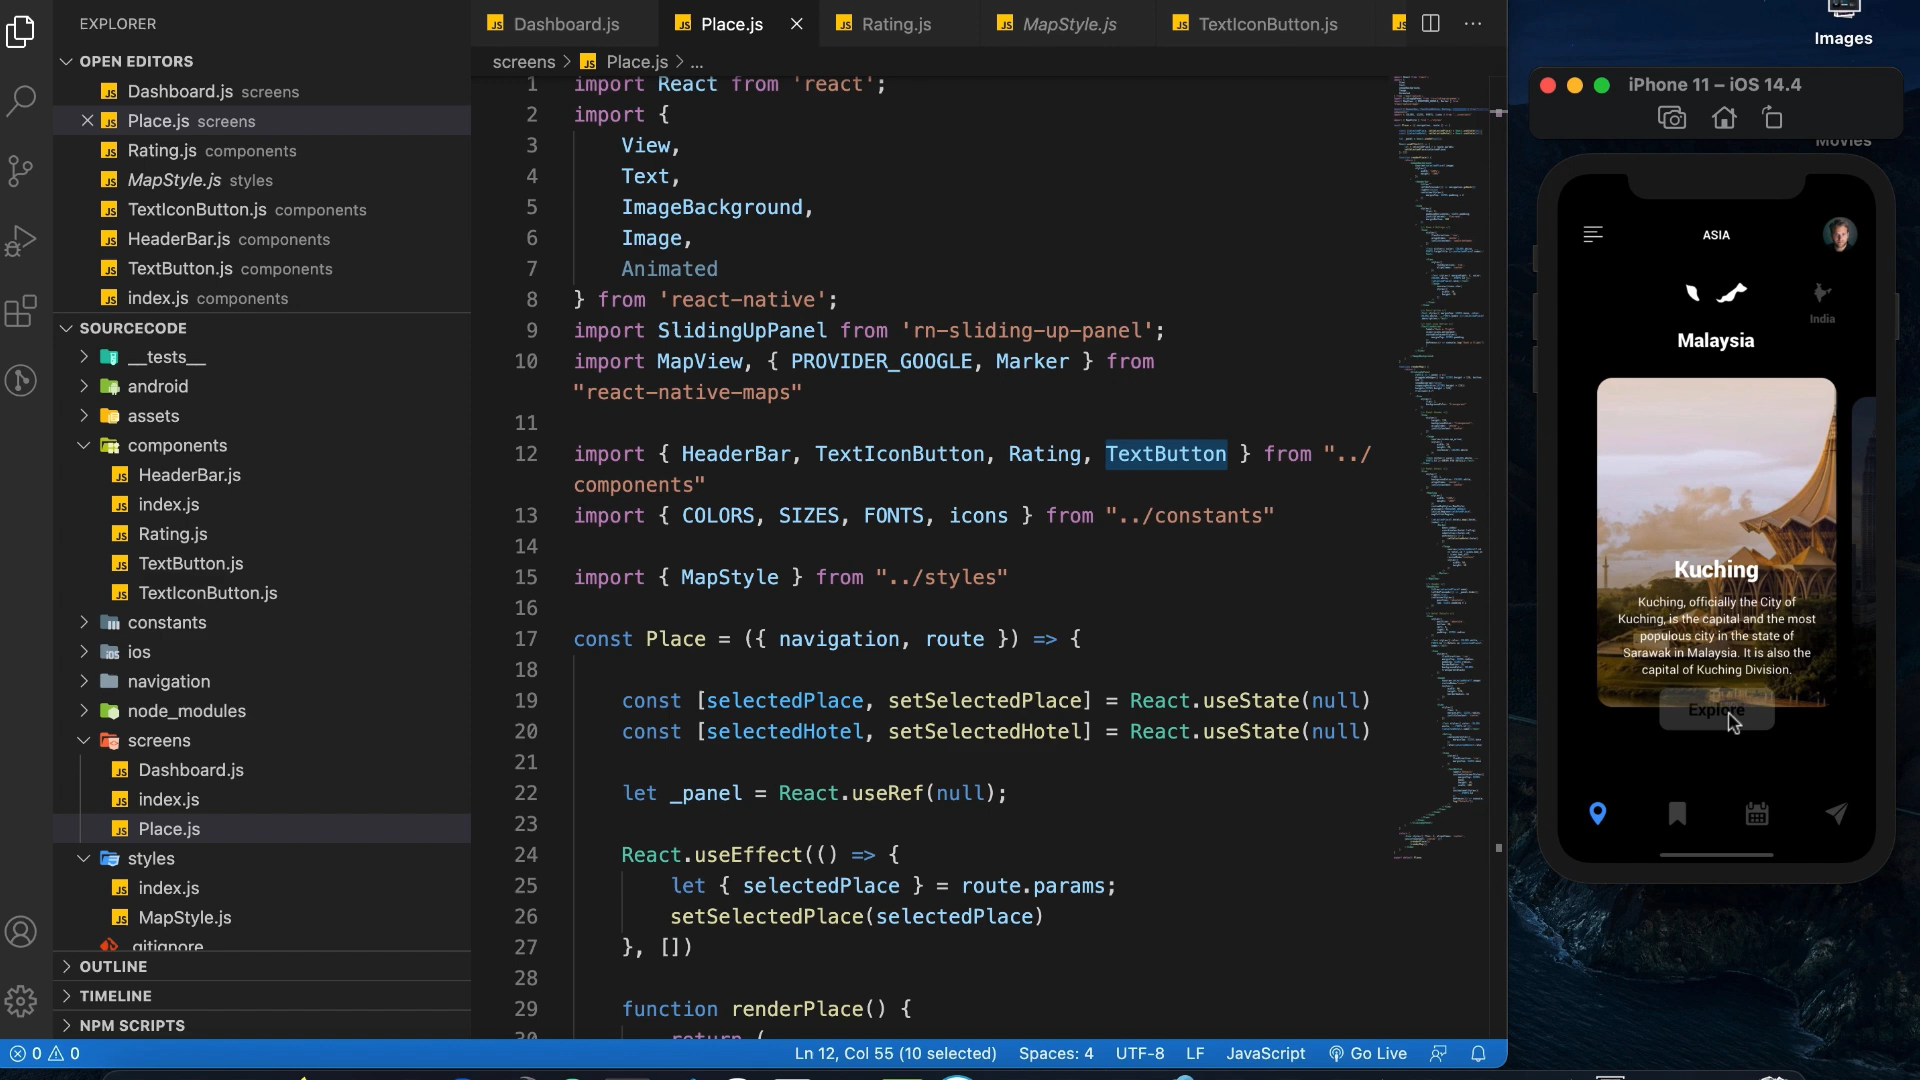 EXPLORER
OPEN EDITORS
Dashboard.js screens
Place.js screens
Rating.js components
MapStyle.js styles
TextIconButton.js components
HeaderBar.js components
TextButton.js components
index.js components
SOURCECODE
__tests__
android
assets
components
HeaderBar.js
index.js
Rating.js
TextButton.js
TextIconButton.js
constants
ios
navigation
node_modules
screens
Dashboard.js
index.js
Place.js
styles
index.js
MapStyle.js
.gitignore
OUTLINE
TIMELINE
NPM SCRIPTS
Dashboard.js
Place.js
Rating.js
MapStyle.js
TextIconButton.js
screens > Place.js > ...
1 import React from 'react';
2 import {
3 View,
4 Text,
5 ImageBackground,
6 Image,
7 Animated
8 } from 'react-native';
9 import SlidingUpPanel from 'rn-sliding-up-panel';
10 import MapView, { PROVIDER_GOOGLE, Marker } from
"react-native-maps"
11
12 import { HeaderBar, TextIconButton, Rating, TextButton } from "../
components"
13 import { COLORS, SIZES, FONTS, icons } from "../constants"
14
15 import { MapStyle } from "../styles"
16
17 const Place = ({ navigation, route }) => {
18
19 const [selectedPlace, setSelectedPlace] = React.useState(null)
20 const [selectedHotel, setSelectedHotel] = React.useState(null)
21
22 let _panel = React.useRef(null);
23
24 React.useEffect(() => {
25 let { selectedPlace } = route.params;
26 setSelectedPlace(selectedPlace)
27 }, [])
28
29 function renderPlace() {
30 return (
0 0
Ln 12, Col 55 (10 selected)
Spaces: 4
UTF-8
LF
JavaScript
Go Live
Images
iPhone 11 – iOS 14.4
Movies
ASIA
India
Malaysia
Kuching
Kuching, officially the City of
Kuching, is the capital and the most
populous city in the state of
Sarawak in Malaysia. It is also the
capital of Kuching Division.
Explore